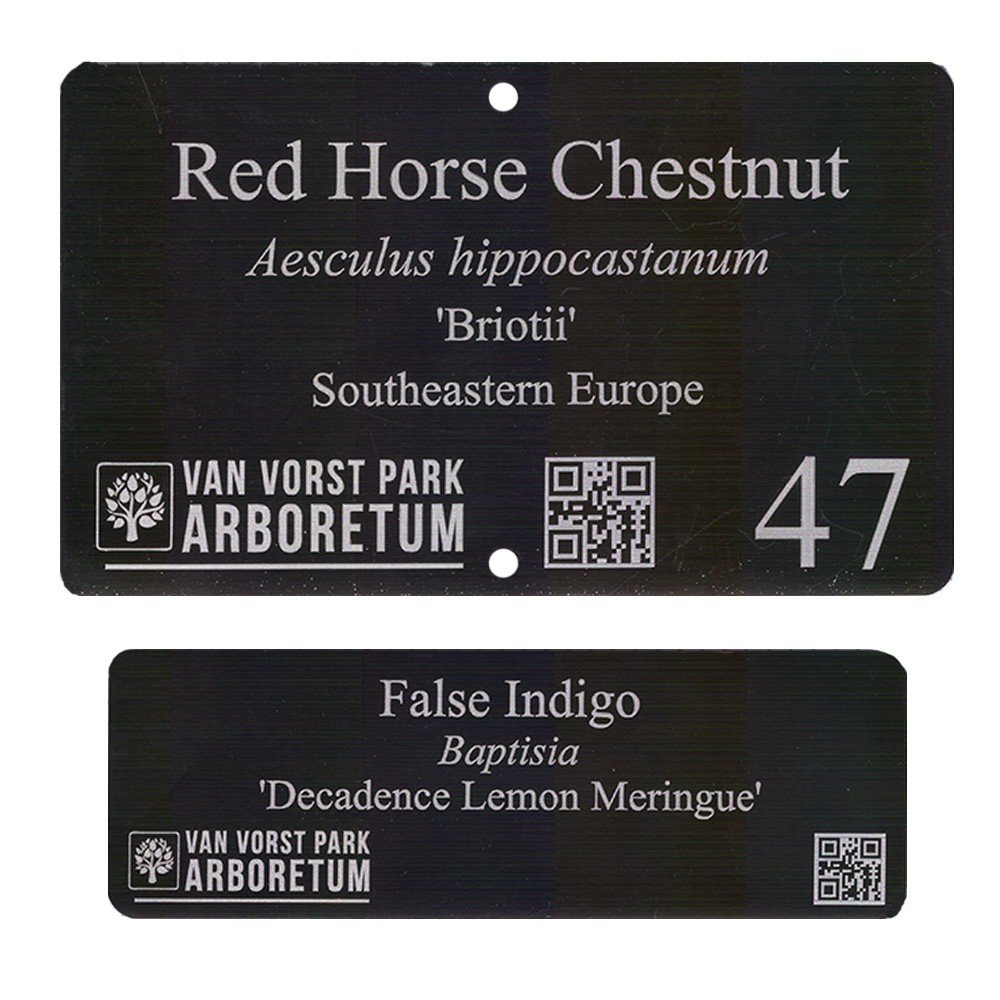 Red Horse Chestnut
Aesculus hippocastanum
'Briotii'
Southeastern Europe
VAN VORST PARK
ARBORETUM
47
False Indigo
Baptisia
'Decadence Lemon Meringue'
VAN VORST PARK
ARBORETUM